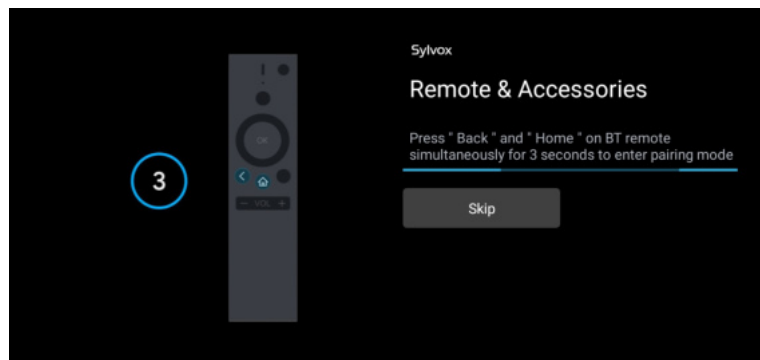 Sylvox
Remote & Accessories
Press " Back " and " Home " on BT remote
simultaneously for 3 seconds to enter pairing mode
Skip
3
OK
- VOL +